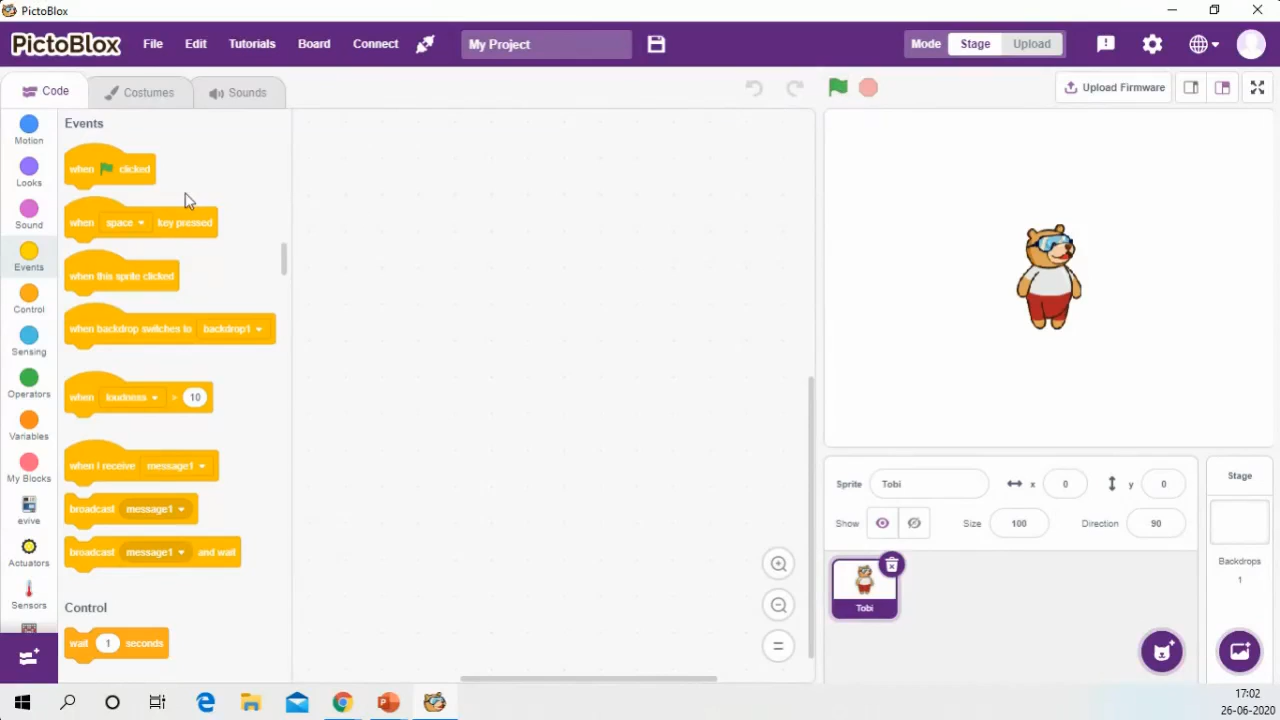 PictoBlox
PictoBlox File Edit Tutorials Board Connect My Project Mode Stage Upload
Code Costumes Sounds Upload Firmware
Motion
Looks
Sound
Events
Control
Sensing
Operators
Variables
My Blocks
evive
Actuators
Sensors
Events
when clicked
when space key pressed
when this sprite clicked
when backdrop switches to backdrop1
when loudness > 10
when I receive message1
broadcast message1
broadcast message1 and wait
Control
wait 1 seconds
Sprite Tobi x 0 y 0
Show Size 100 Direction 90
Tobi
Stage
Backdrops
1
17:02
26-06-2020